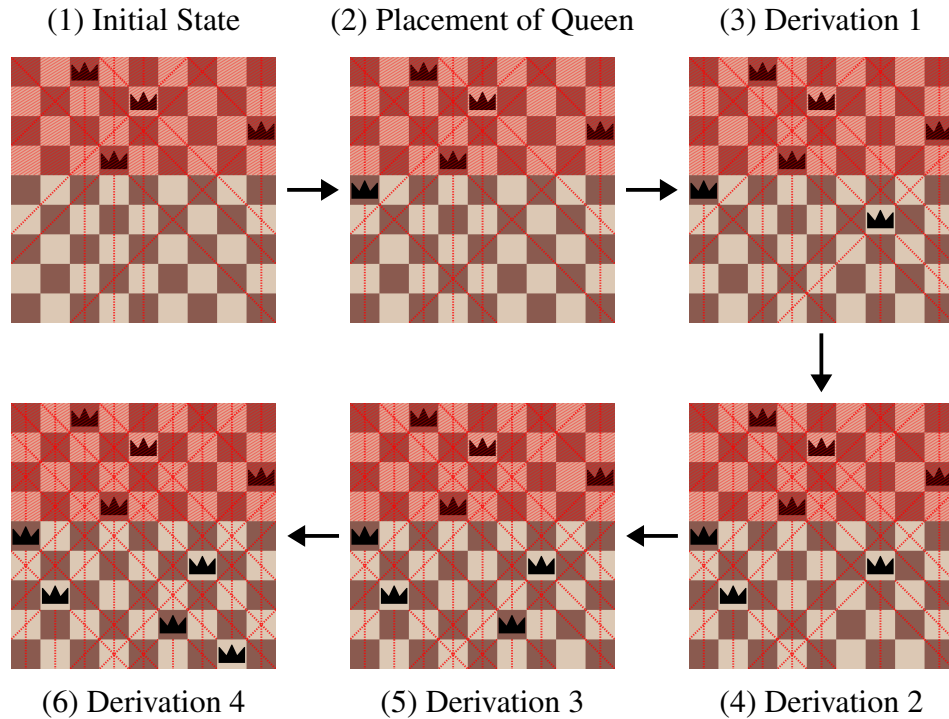 (1) Initial State
(2) Placement of Queen
(3) Derivation 1
(6) Derivation 4
(5) Derivation 3
(4) Derivation 2